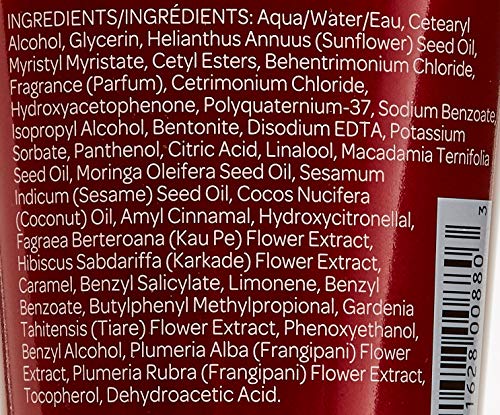 INGREDIENTS/INGRÉDIENTS: Aqua/Water/Eau, Cetearyl
Alcohol, Glycerin, Helianthus Annuus (Sunflower) Seed Oil,
Myristyl Myristate, Cetyl Esters, Behentrimonium Chloride,
Fragrance (Parfum), Cetrimonium Chloride,
Hydroxyacetophenone, Polyquaternium-37, Sodium Benzoate,
Isopropyl Alcohol, Bentonite, Disodium EDTA, Potassium
Sorbate, Panthenol, Citric Acid, Linalool, Macadamia Ternifolia
Seed Oil, Moringa Oleifera Seed Oil, Sesamum
Indicum (Sesame) Seed Oil, Cocos Nucifera
(Coconut) Oil, Amyl Cinnamal, Hydroxycitronellal,
Fagraea Berteroana (Kau Pe) Flower Extract,
Hibiscus Sabdariffa (Karkade) Flower Extract,
Caramel, Benzyl Salicylate, Limonene, Benzyl
Benzoate, Butylphenyl Methylpropional, Gardenia
Tahitensis (Tiare) Flower Extract, Phenoxyethanol,
Benzyl Alcohol, Plumeria Alba (Frangipani) Flower
Extract, Plumeria Rubra (Frangipani) Flower Extract,
Tocopherol, Dehydroacetic Acid.
11628 00880 3